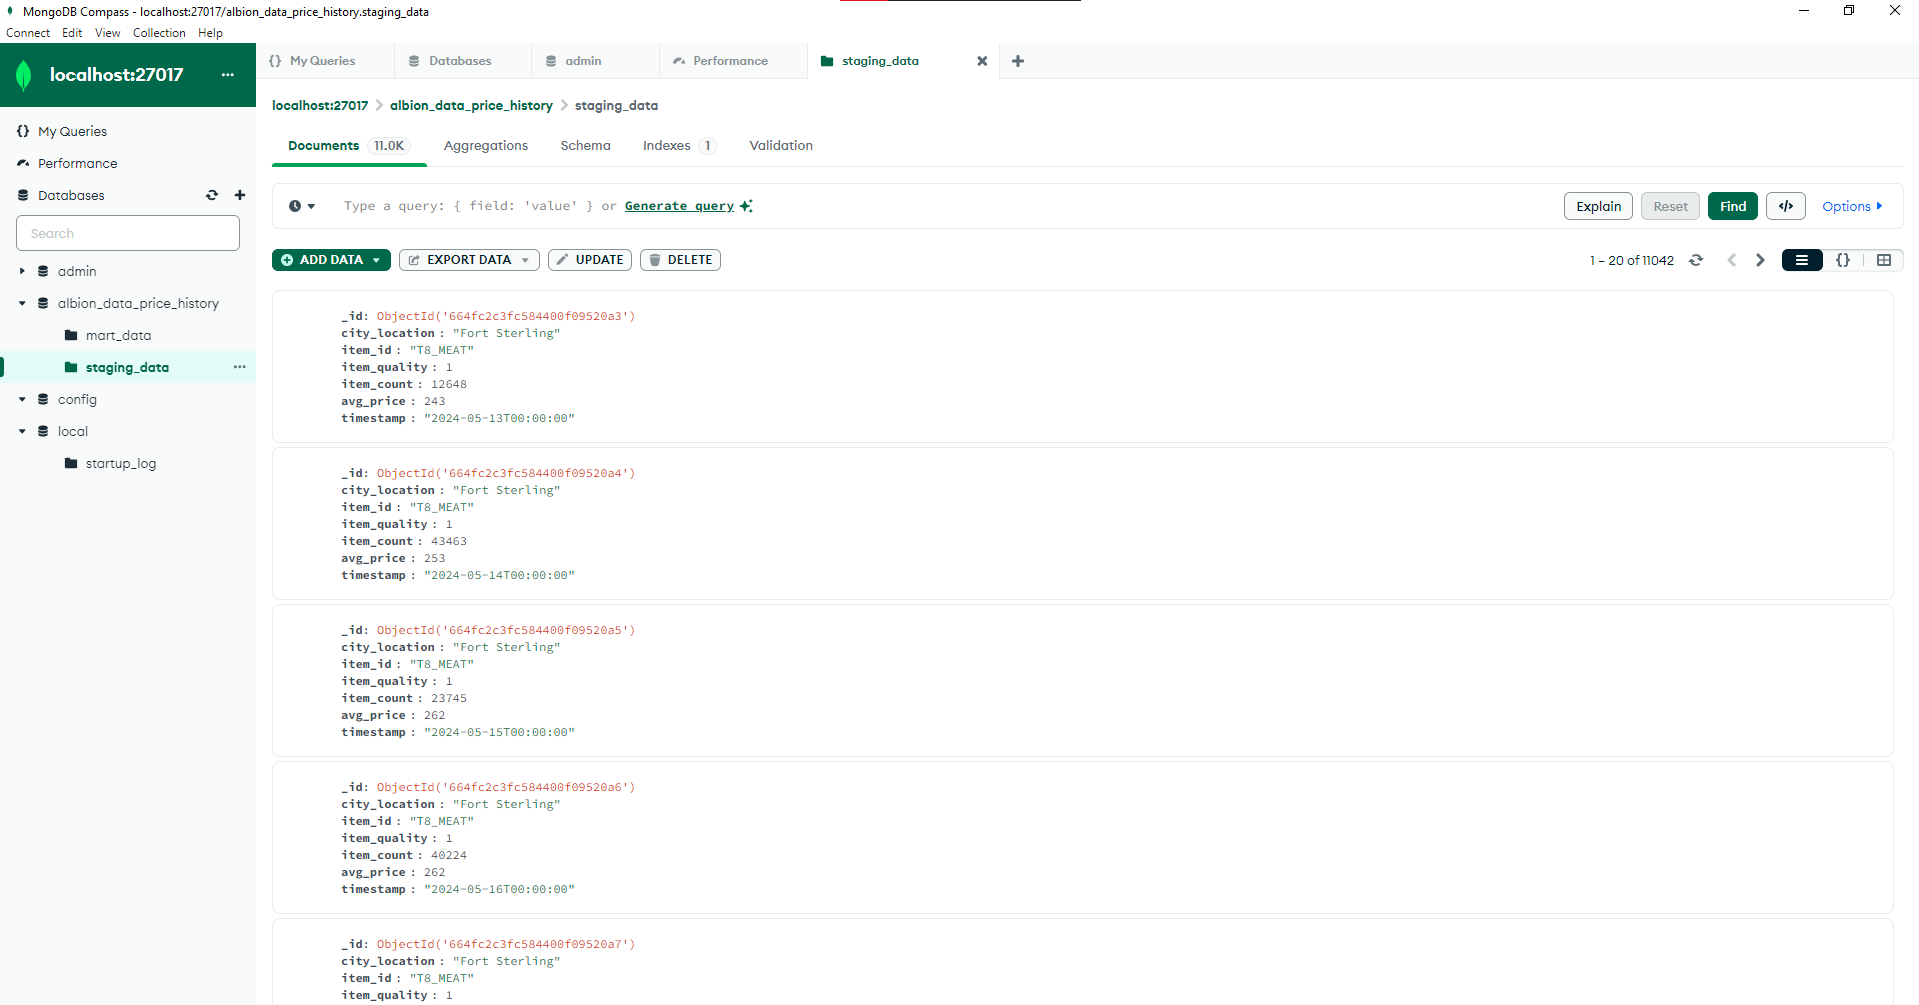 MongoDB Compass - localhost:27017/albion_data_price_history.staging_data
Connect Edit View Collection Help
localhost:27017 ...
{} My Queries
Performance
Databases
Search
admin
albion_data_price_history
mart_data
staging_data ...
config
local
startup_log
{} My Queries Databases admin Performance staging_data
localhost:27017 > albion_data_price_history > staging_data
Documents 11.0K Aggregations Schema Indexes 1 Validation
Type a query: { field: 'value' } or Generate query
Explain Reset Find </> Options
ADD DATA EXPORT DATA UPDATE DELETE
1 – 20 of 11042 {}
_id: ObjectId('664fc2c3fc584400f09520a3')
city_location : "Fort Sterling"
item_id : "T8_MEAT"
item_quality : 1
item_count : 12648
avg_price : 243
timestamp : "2024-05-13T00:00:00"
_id: ObjectId('664fc2c3fc584400f09520a4')
city_location : "Fort Sterling"
item_id : "T8_MEAT"
item_quality : 1
item_count : 43463
avg_price : 253
timestamp : "2024-05-14T00:00:00"
_id: ObjectId('664fc2c3fc584400f09520a5')
city_location : "Fort Sterling"
item_id : "T8_MEAT"
item_quality : 1
item_count : 23745
avg_price : 262
timestamp : "2024-05-15T00:00:00"
_id: ObjectId('664fc2c3fc584400f09520a6')
city_location : "Fort Sterling"
item_id : "T8_MEAT"
item_quality : 1
item_count : 40224
avg_price : 262
timestamp : "2024-05-16T00:00:00"
_id: ObjectId('664fc2c3fc584400f09520a7')
city_location : "Fort Sterling"
item_id : "T8_MEAT"
item_quality : 1